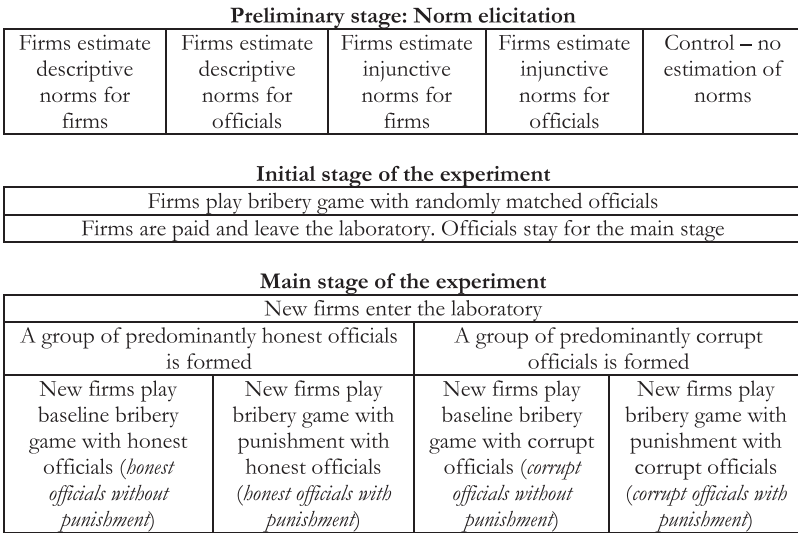 Preliminary stage: Norm elicitation
Firms estimate
descriptive
norms for
firms
Firms estimate
descriptive
norms for
officials
Firms estimate
injunctive
norms for
firms
Firms estimate
injunctive
norms for
officials
Control – no
estimation of
norms
Initial stage of the experiment
Firms play bribery game with randomly matched officials
Firms are paid and leave the laboratory. Officials stay for the main stage
Main stage of the experiment
New firms enter the laboratory
A group of predominantly honest officials
is formed
A group of predominantly corrupt
officials is formed
New firms play
baseline bribery
game with honest
officials (honest
officials without
punishment)
New firms play
bribery game with
punishment with
honest officials
(honest officials with
punishment)
New firms play
baseline bribery
game with corrupt
officials (corrupt
officials without
punishment)
New firms play
bribery game with
punishment with
corrupt officials
(corrupt officials with
punishment)